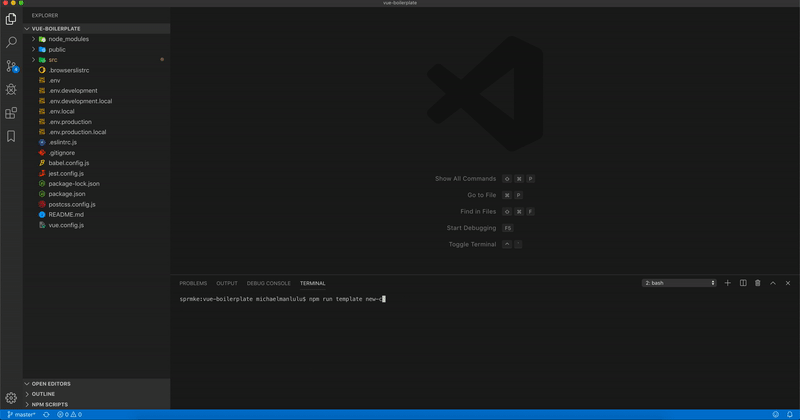 vue-boilerplate
EXPLORER
VUE-BOILERPLATE
node_modules
public
src
.browserslistrc
.env
.env.development
.env.development.local
.env.local
.env.production
.env.production.local
.eslintrc.js
.gitignore
babel.config.js
jest.config.js
package-lock.json
package.json
postcss.config.js
README.md
vue.config.js
4
Show All Commands ⇧ ⌘ P
Go to File ⌘ P
Find in Files ⇧ ⌘ F
Start Debugging F5
Toggle Terminal ^ `
PROBLEMS OUTPUT DEBUG CONSOLE TERMINAL 2: bash
sprmke:vue-boilerplate michaelmanlulu$ npm run template new-c
OPEN EDITORS
OUTLINE
NPM SCRIPTS
master* 0 0